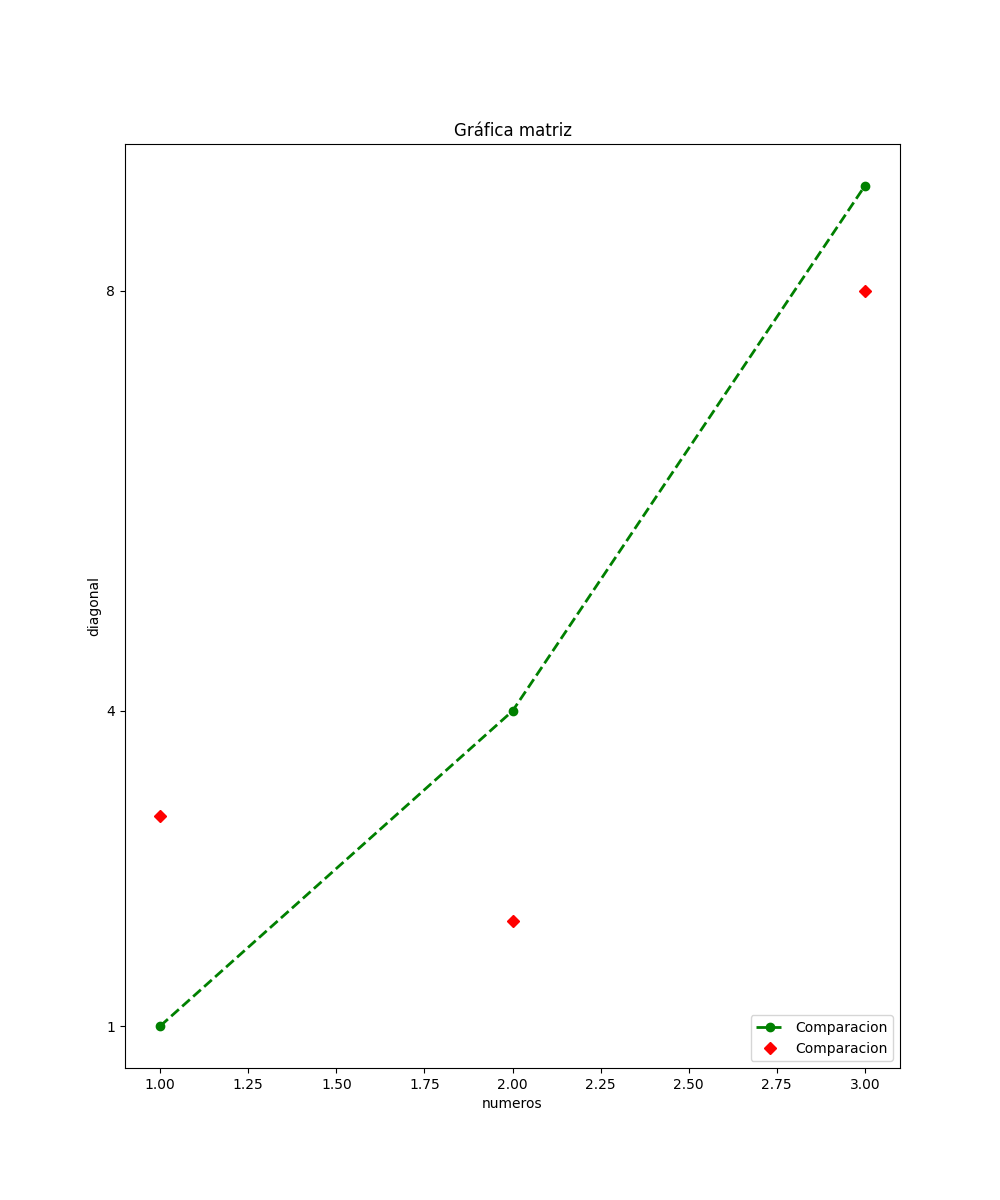 Gráfica matriz
8
4
1
diagonal
1.00 1.25 1.50 1.75 2.00 2.25 2.50 2.75 3.00
numeros
Comparacion
Comparacion